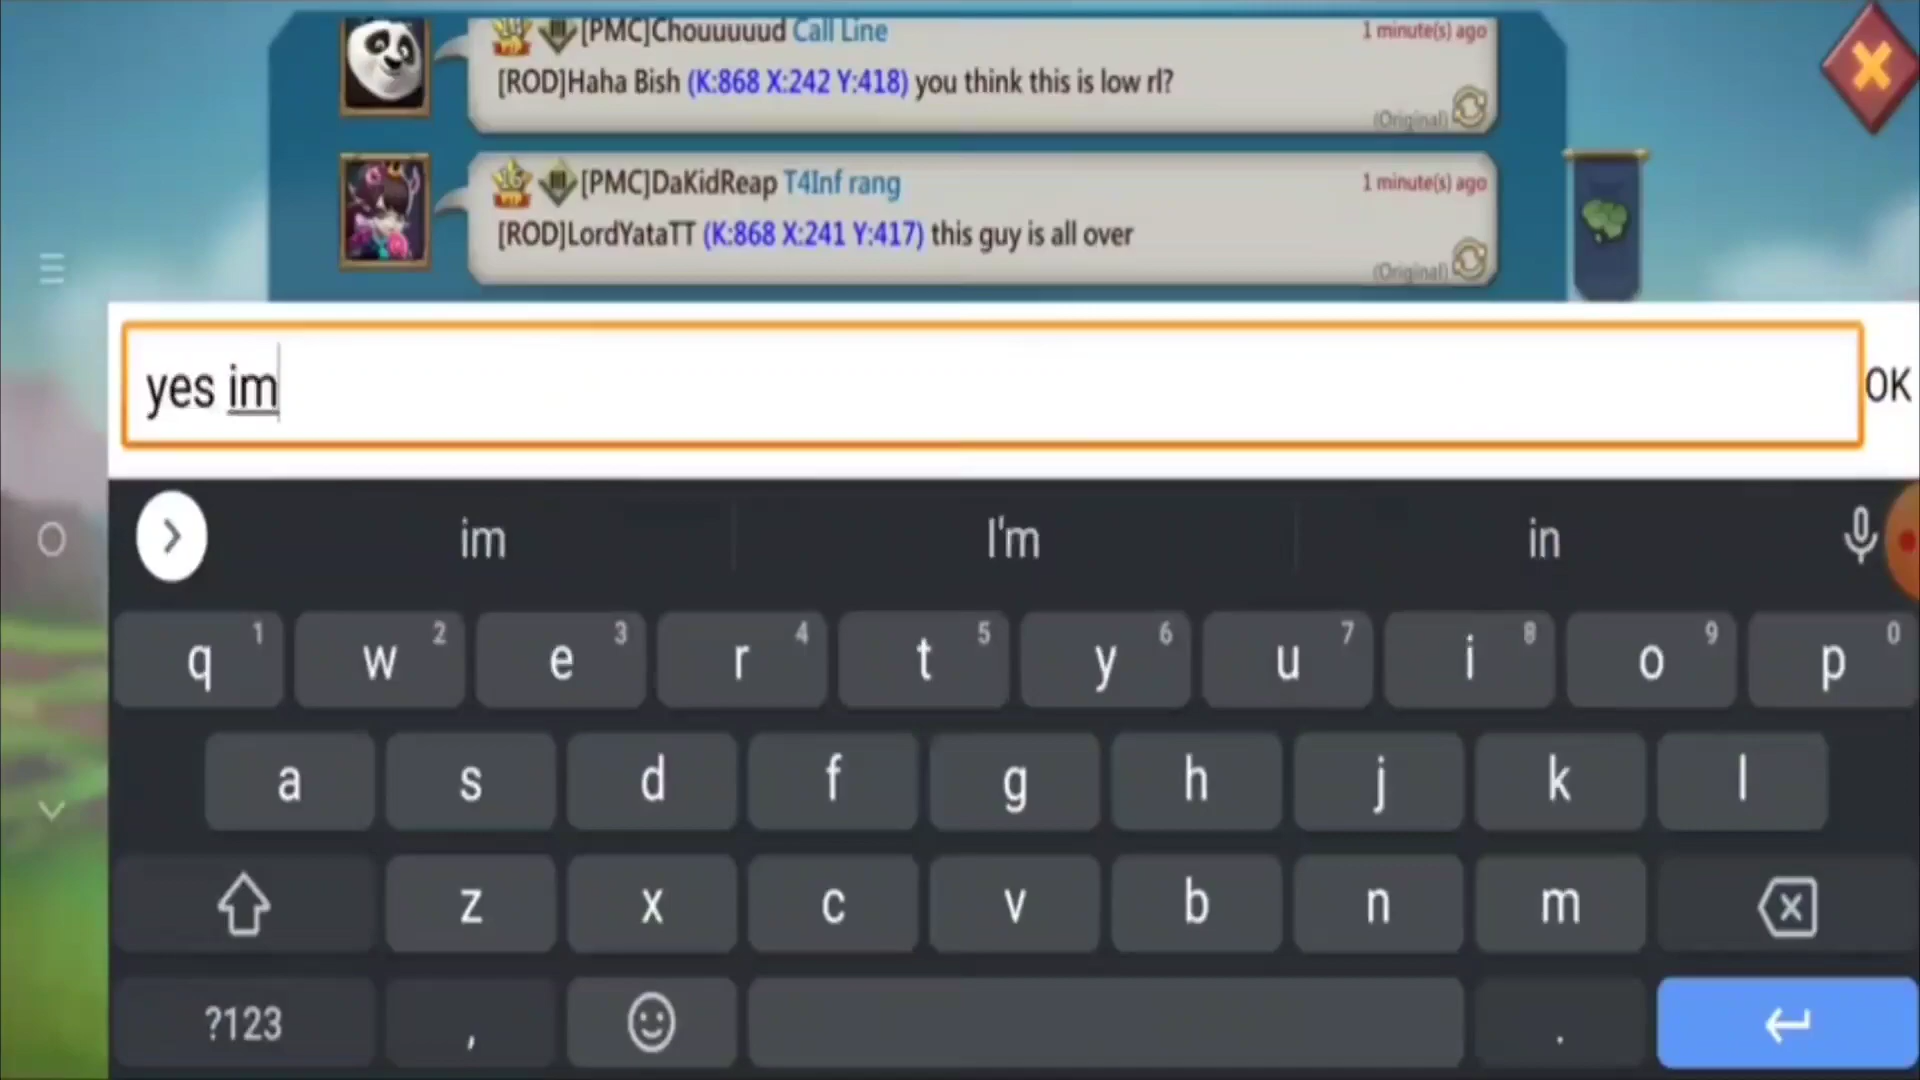 [PMC]Chouuuuud Call Line 1 minute(s) ago
[ROD]Haha Bish (K:868 X:242 Y:418) you think this is low rl?
(Original)
16 [PMC]DaKidReap T4Inf rang 1 minute(s) ago
[ROD]LordYataTT (K:868 X:241 Y:417) this guy is all over
(Original)
yes im
OK
im I'm in
q 1 w 2 e 3 r 4 t 5 y 6 u 7 i 8 o 9 p 0
a s d f g h j k l
z x c v b n m
?123 , .